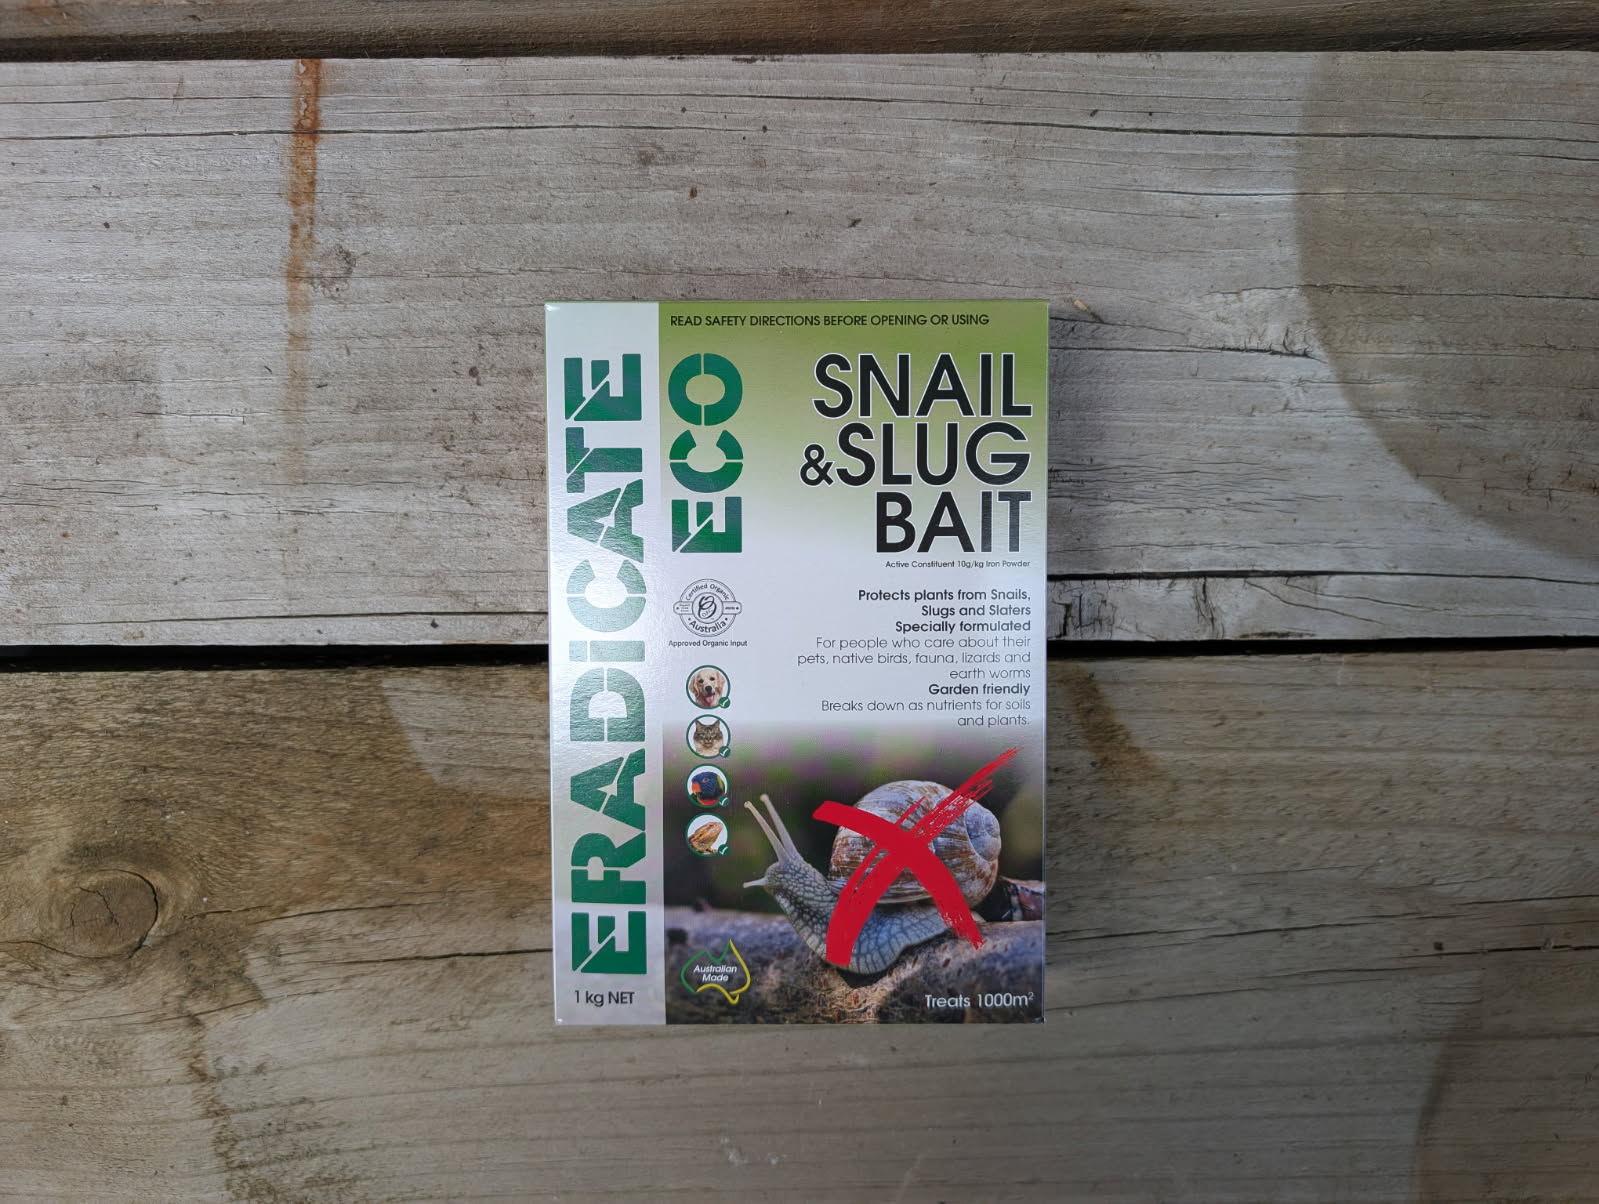 READ SAFETY DIRECTIONS BEFORE OPENING OR USING
ERADICATE
ECO
SNAIL
&SLUG
BAIT
Active Constituent 10g/kg Iron Powder
Protects plants from Snails,
Slugs and Slaters
Specially formulated
For people who care about their
pets, native birds, fauna, lizards and
earth worms
Garden friendly
Breaks down as nutrients for soils
and plants.
Certified Organic
Australia
Approved Organic Input
Australian
Made
1 kg NET
Treats 1000m²